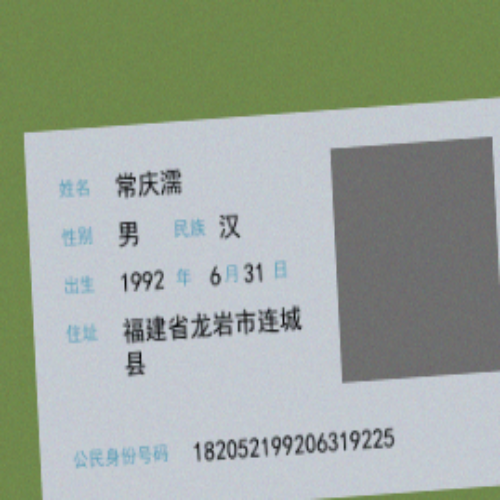 姓名 常庆濡
性别 男 民族 汉
出生 1992 年 6 月 31 日
住址 福建省龙岩市连城
县
公民身份号码 182052199206319225